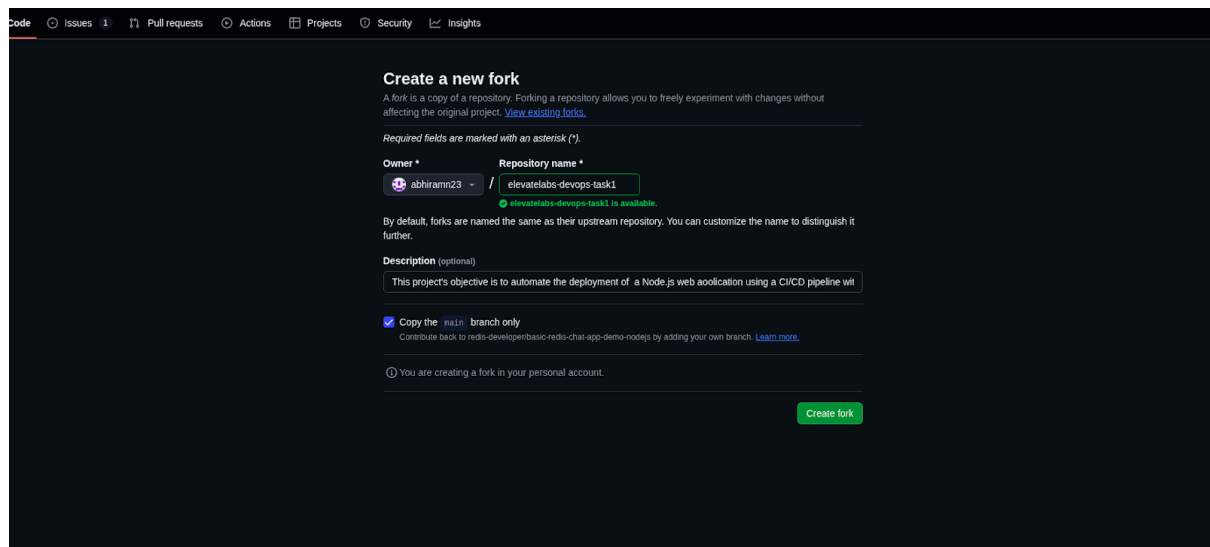 Code Issues 1 Pull requests Actions Projects Security Insights
Create a new fork
A fork is a copy of a repository. Forking a repository allows you to freely experiment with changes without
affecting the original project. View existing forks.
Required fields are marked with an asterisk (*).
Owner * Repository name *
abhiramn23 / elevatelabs-devops-task1
elevatelabs-devops-task1 is available.
By default, forks are named the same as their upstream repository. You can customize the name to distinguish it
further.
Description (optional)
This project's objective is to automate the deployment of a Node.js web aoolication using a CI/CD pipeline wit
Copy the main branch only
Contribute back to redis-developer/basic-redis-chat-app-demo-nodejs by adding your own branch. Learn more.
You are creating a fork in your personal account.
Create fork